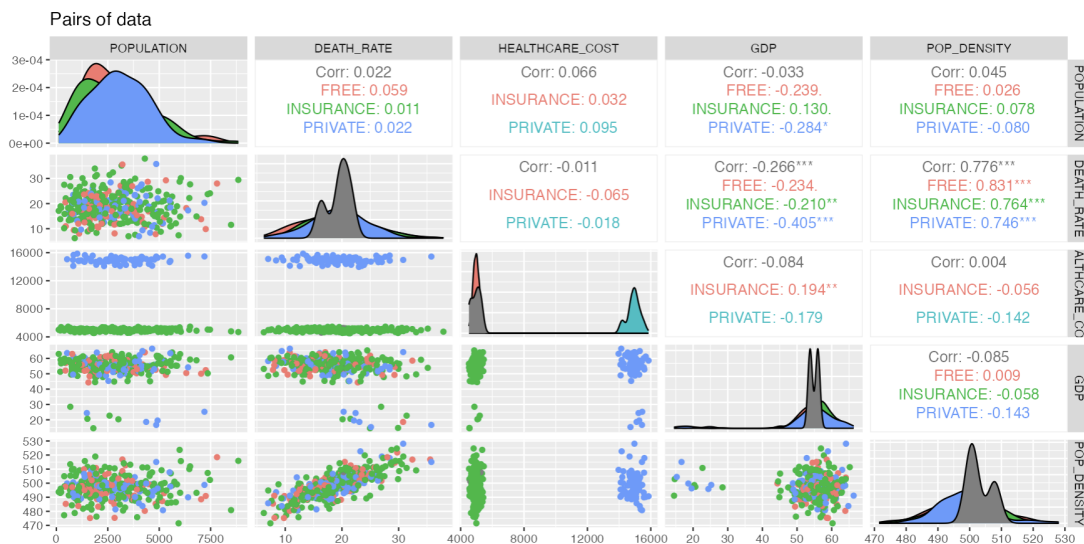 Pairs of data
POPULATION DEATH_RATE HEALTHCARE_COST GDP POP_DENSITY
3e-04
2e-04
1e-04
0e+00
Corr: 0.022
FREE: 0.059
INSURANCE: 0.011
PRIVATE: 0.022
Corr: 0.066
INSURANCE: 0.032
PRIVATE: 0.095
Corr: -0.033
FREE: -0.239.
INSURANCE: 0.130.
PRIVATE: -0.284*
Corr: 0.045
FREE: 0.026
INSURANCE: 0.078
PRIVATE: -0.080
POPULATION
30
20
10
Corr: -0.011
INSURANCE: -0.065
PRIVATE: -0.018
Corr: -0.266***
FREE: -0.234.
INSURANCE: -0.210**
PRIVATE: -0.405***
Corr: 0.776***
FREE: 0.831***
INSURANCE: 0.764***
PRIVATE: 0.746***
DEATH_RATE
16000
12000
8000
4000
Corr: -0.084
INSURANCE: 0.194**
PRIVATE: -0.179
Corr: 0.004
INSURANCE: -0.056
PRIVATE: -0.142
ALTHCARE_CO
60
50
40
30
20
Corr: -0.085
FREE: 0.009
INSURANCE: -0.058
PRIVATE: -0.143
GDP
530
520
510
500
490
480
470
POP_DENSITY
0 2500 5000 7500
10 20 30
4000 8000 12000 16000
20 30 40 50 60
470 480 490 500 510 520 530